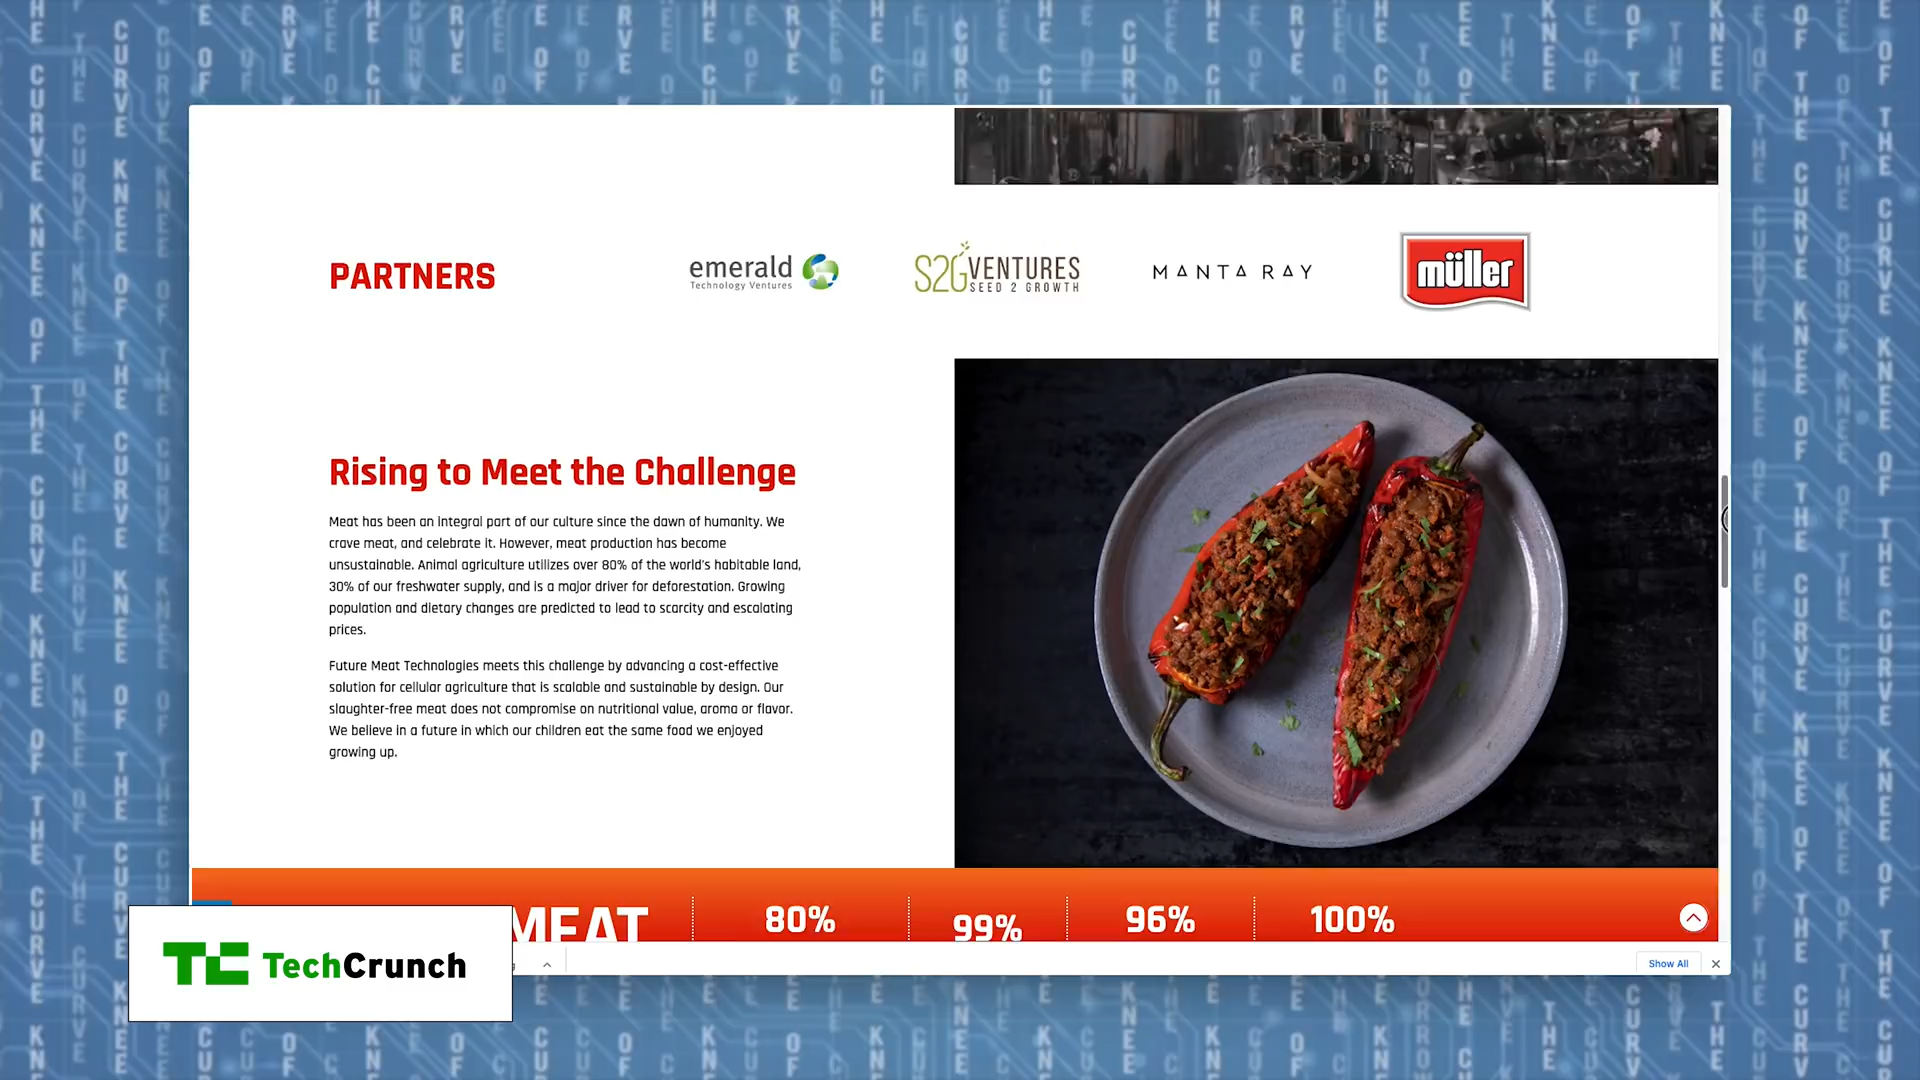 PARTNERS
emerald
Technology Ventures
S2G VENTURES
SEED 2 GROWTH
MANTA RAY
müller
Rising to Meet the Challenge
Meat has been an integral part of our culture since the dawn of humanity. We
crave meat, and celebrate it. However, meat production has become
unsustainable. Animal agriculture utilizes over 80% of the world's habitable land,
30% of our freshwater supply, and is a major driver for deforestation. Growing
population and dietary changes are predicted to lead to scarcity and escalating
prices.
Future Meat Technologies meets this challenge by advancing a cost-effective
solution for cellular agriculture that is scalable and sustainable by design. Our
slaughter-free meat does not compromise on nutritional value, aroma or flavor.
We believe in a future in which our children eat the same food we enjoyed
growing up.
MEAT
80%
99%
96%
100%
Show All
TC TechCrunch